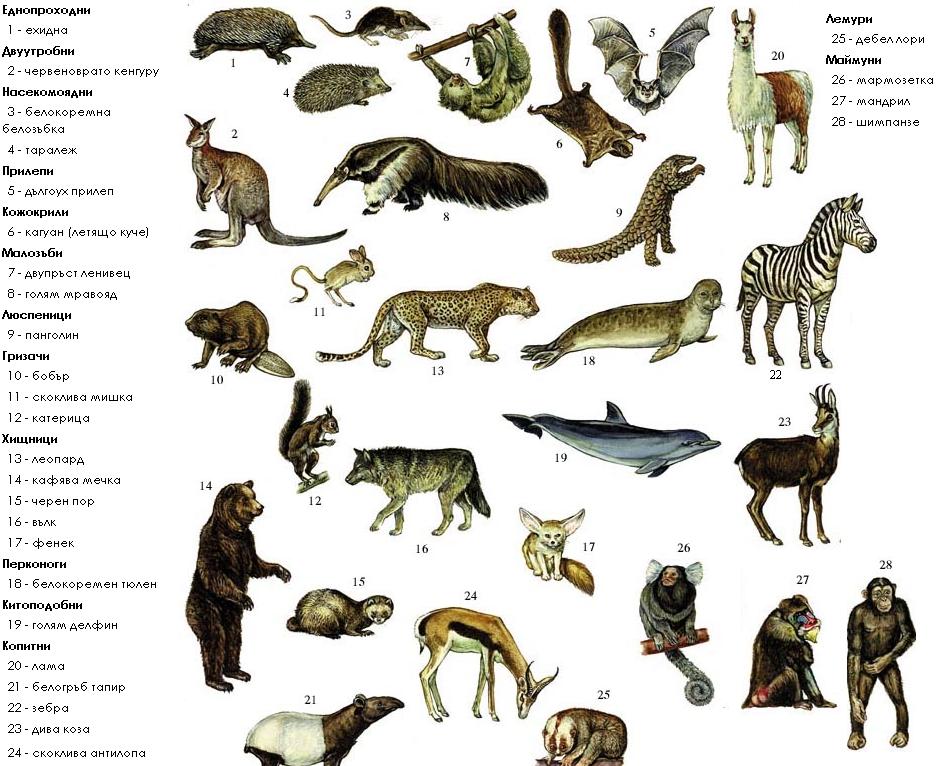 Еднопроходни
1 - ехидна
Двуутробни
2 - червеновратo кенгуру
Насекомоядни
3 - белокоремна
белозъбка
4 - таралеж
Прилепи
5 - дългоух прилеп
Кожокрили
6 - кагуан (летящо куче)
Малозъби
7 - двупръст ленивец
8 - голям мравояд
Люспеници
9 - панголин
Гризачи
10 - бобър
11 - скоклива мишка
12 - катерица
Хищници
13 - леопард
14 - кафява мечка
15 - черен пор
16 - вълк
17 - фенек
Перконоги
18 - белокоремен тюлен
Китоподобни
19 - голям делфин
Копитни
20 - лама
21 - белогръб тапир
22 - зебра
23 - дива коза
24 - скоклива антилопа
Лемури
25 - дебел лори
Маймуни
26 - мармозетка
27 - мандрил
28 - шимпанзе
1
3
7
5
20
4
2
6
8
9
11
10
13
18
22
12
19
23
14
16
17
26
15
24
27
28
21
25